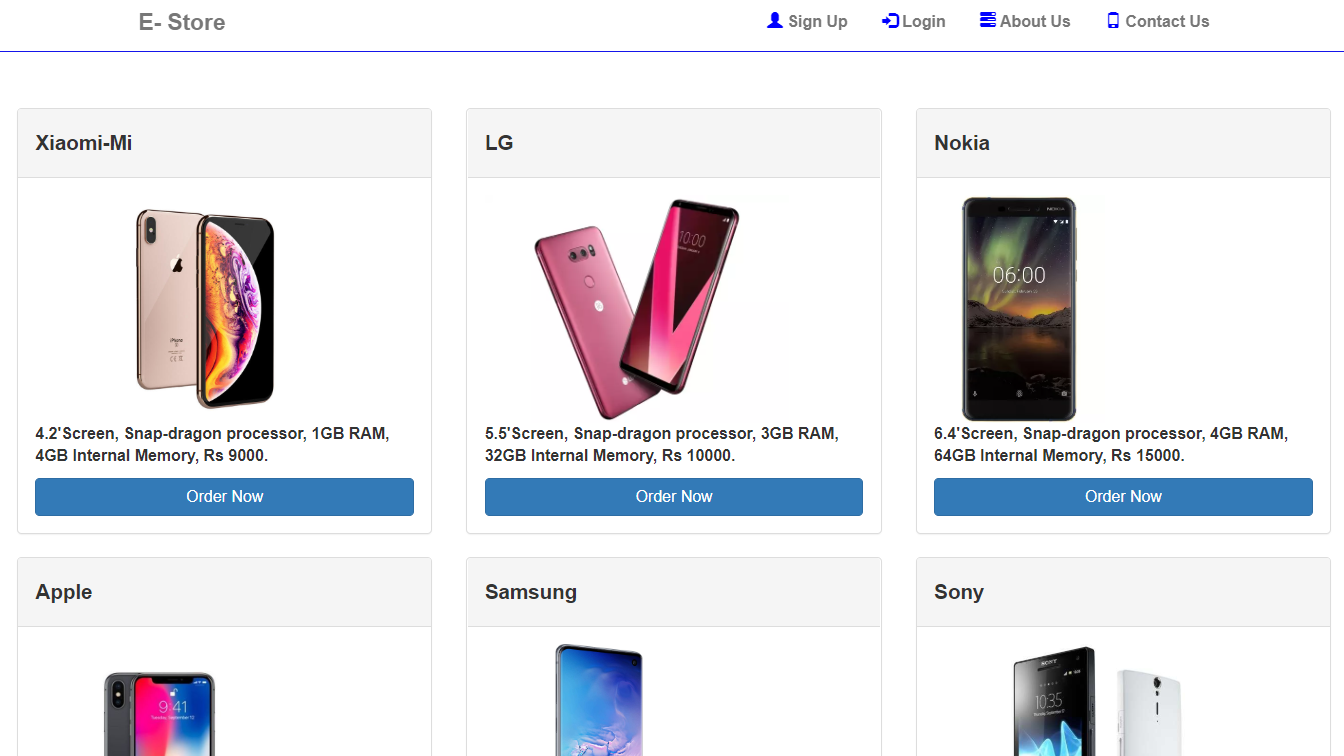 E- Store
Sign Up
Login
About Us
Contact Us
Xiaomi-Mi
LG
Nokia
iPhone
10:00
NOKIA
06:00
4.2'Screen, Snap-dragon processor, 1GB RAM,
4GB Internal Memory, Rs 9000.
5.5'Screen, Snap-dragon processor, 3GB RAM,
32GB Internal Memory, Rs 10000.
6.4'Screen, Snap-dragon processor, 4GB RAM,
64GB Internal Memory, Rs 15000.
Order Now
Order Now
Order Now
Apple
Samsung
Sony
9:41
SONY
10:35